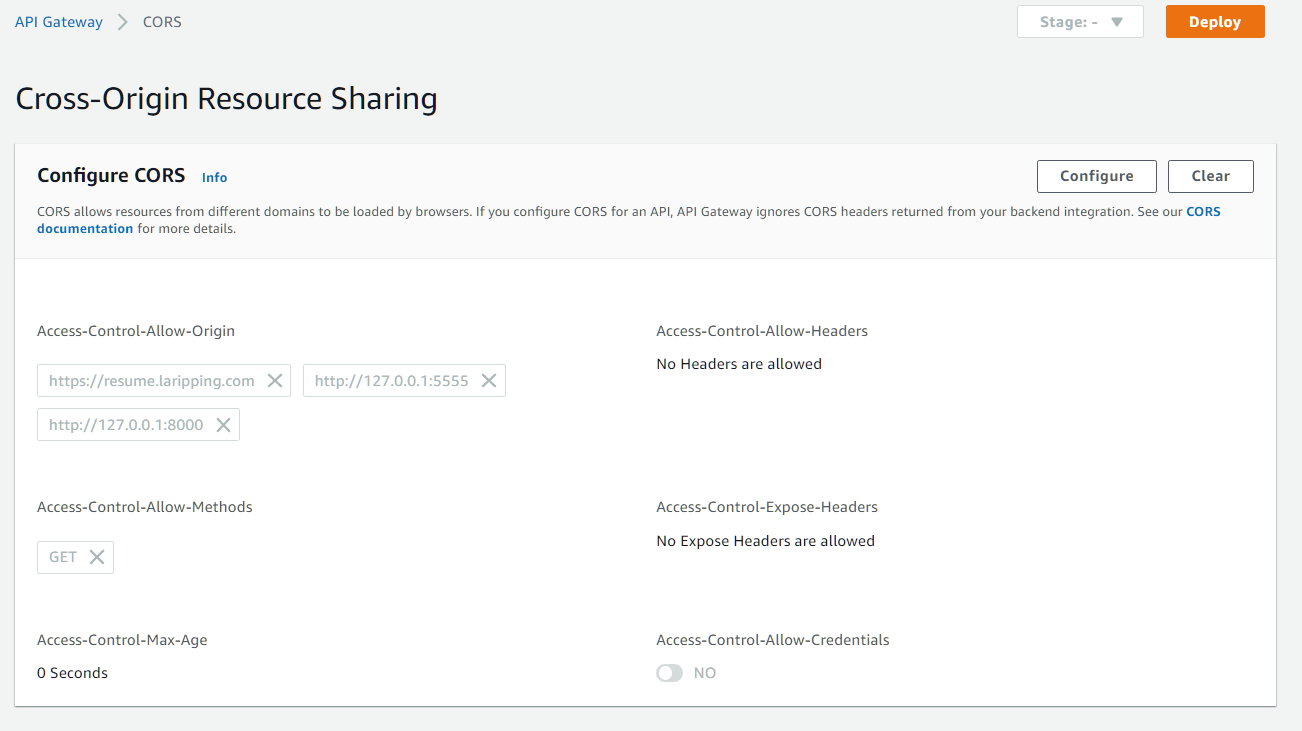 API Gateway CORS Stage: - Deploy
Cross-Origin Resource Sharing
Configure CORS Info Configure Clear
CORS allows resources from different domains to be loaded by browsers. If you configure CORS for an API, API Gateway ignores CORS headers returned from your backend integration. See our CORS
documentation for more details.
Access-Control-Allow-Origin
https://resume.laripping.com http://127.0.0.1:5555
http://127.0.0.1:8000
Access-Control-Allow-Headers
No Headers are allowed
Access-Control-Allow-Methods
GET
Access-Control-Expose-Headers
No Expose Headers are allowed
Access-Control-Max-Age
0 Seconds
Access-Control-Allow-Credentials
NO